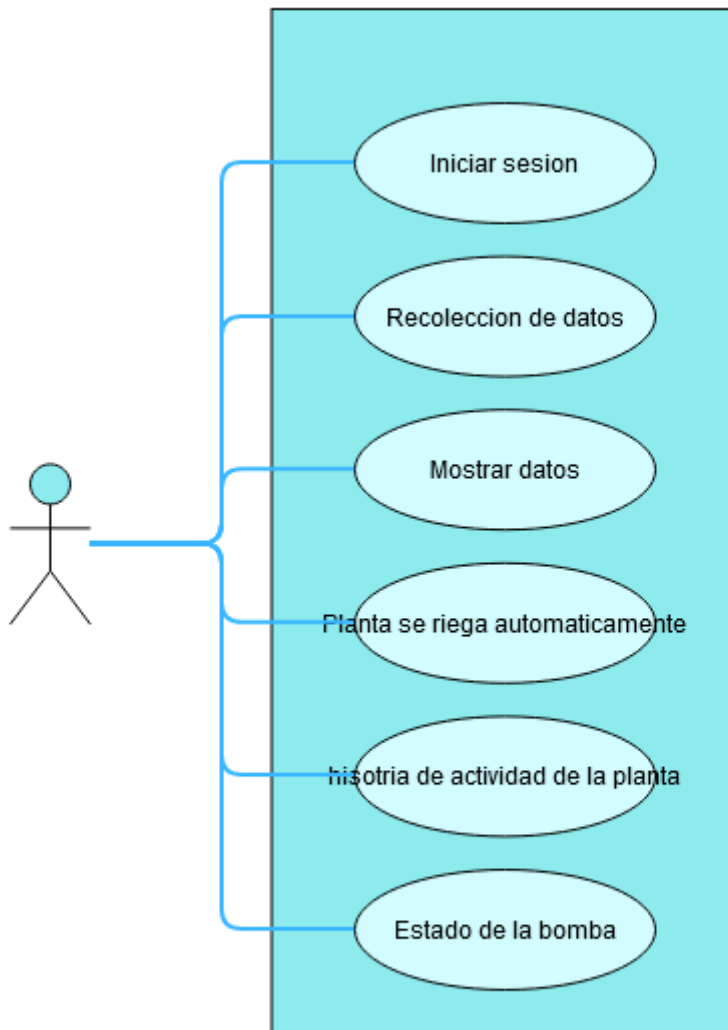 Iniciar sesion
Recoleccion de datos
Mostrar datos
Planta se riega automaticamente
hisotria de actividad de la planta
Estado de la bomba